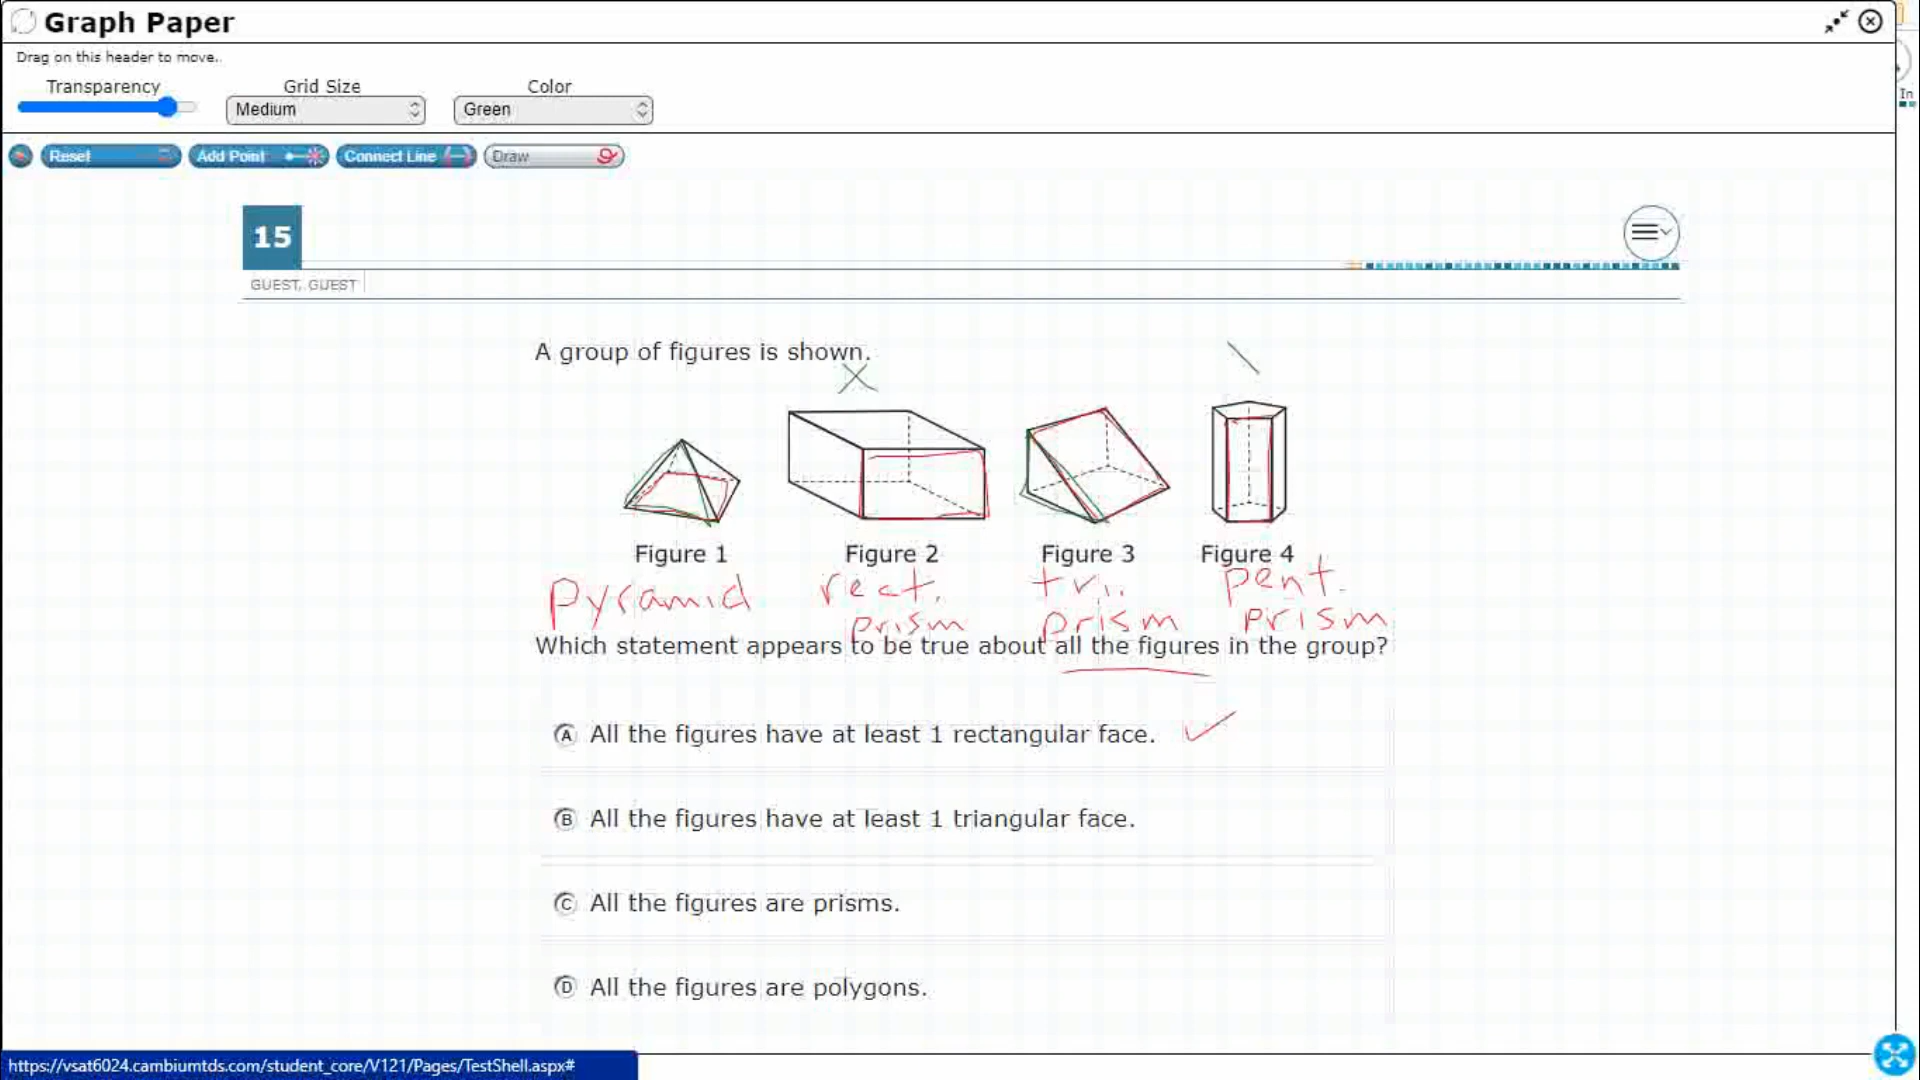 Graph Paper
Drag on this header to move..
Transparency Grid Size Color
Medium Green
Reset Add Point Connect Line Draw
In
15
GUEST, GUEST
A group of figures is shown.
Figure 1 Figure 2 Figure 3 Figure 4
pyramid rect. tri. pent.
prism prism prism
Which statement appears to be true about all the figures in the group?
A All the figures have at least 1 rectangular face.
B All the figures have at least 1 triangular face.
C All the figures are prisms.
D All the figures are polygons.
https://vsat6024.cambiumtds.com/student_core/V121/Pages/TestShell.aspx#